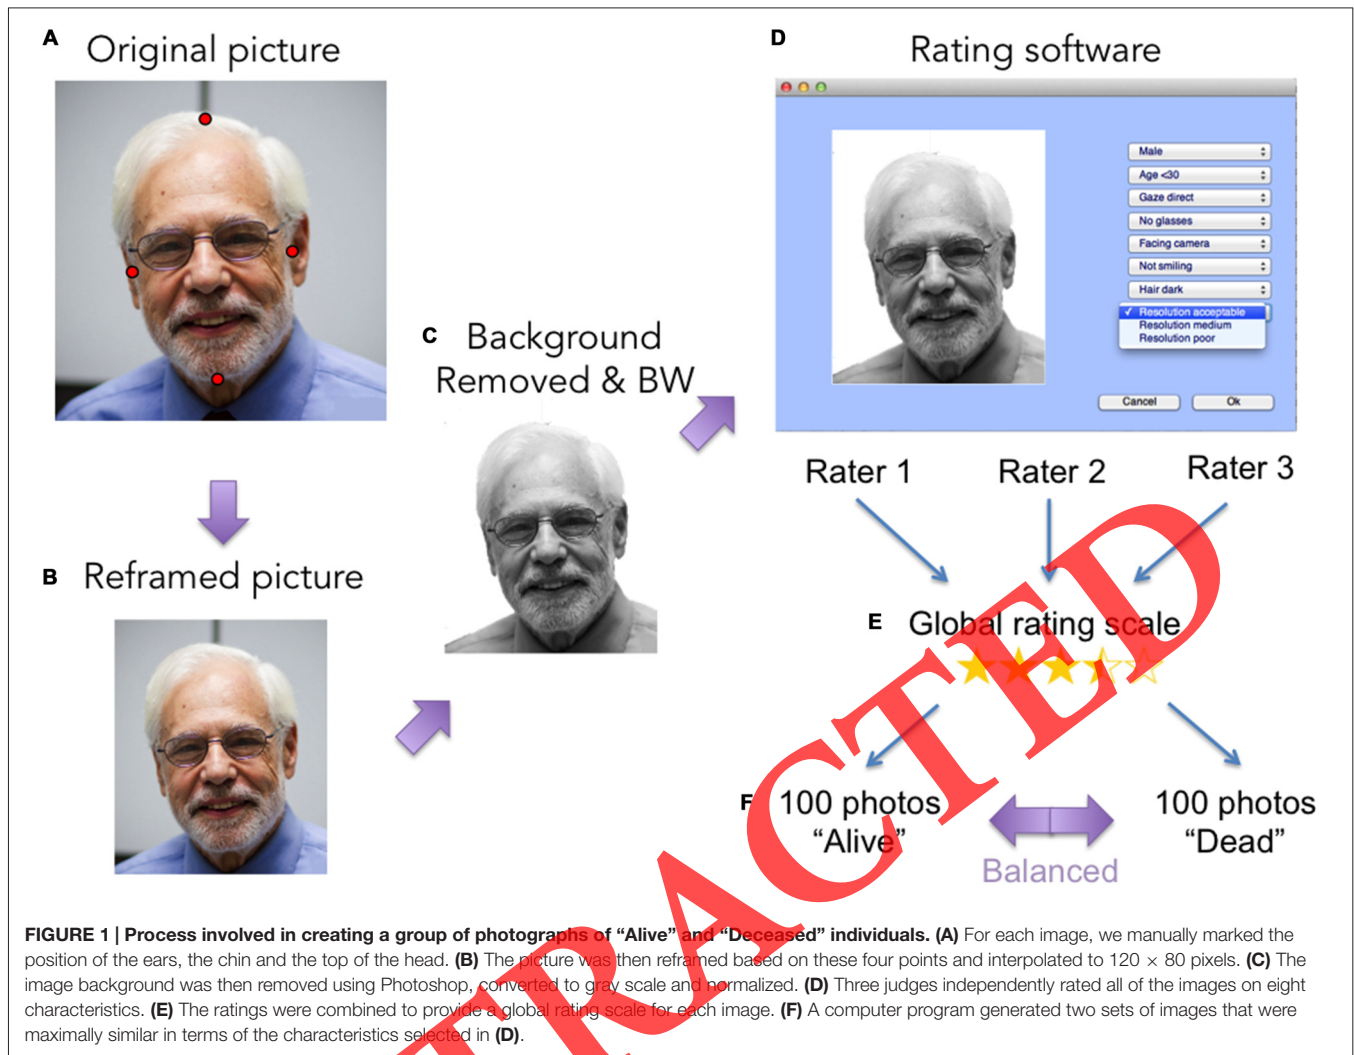 A Original picture
D Rating software
Male
Age <30
Gaze direct
No glasses
Facing camera
Not smiling
Hair dark
✓ Resolution acceptable
Resolution medium
Resolution poor
Cancel Ok
C Background
Removed & BW
Rater 1 Rater 2 Rater 3
B Reframed picture
E Global rating scale
F 100 photos
“Alive”
100 photos
“Dead”
Balanced
FIGURE 1 | Process involved in creating a group of photographs of “Alive” and “Deceased” individuals. (A) For each image, we manually marked the
position of the ears, the chin and the top of the head. (B) The picture was then reframed based on these four points and interpolated to 120 × 80 pixels. (C) The
image background was then removed using Photoshop, converted to gray scale and normalized. (D) Three judges independently rated all of the images on eight
characteristics. (E) The ratings were combined to provide a global rating scale for each image. (F) A computer program generated two sets of images that were
maximally similar in terms of the characteristics selected in (D).
TRACTED